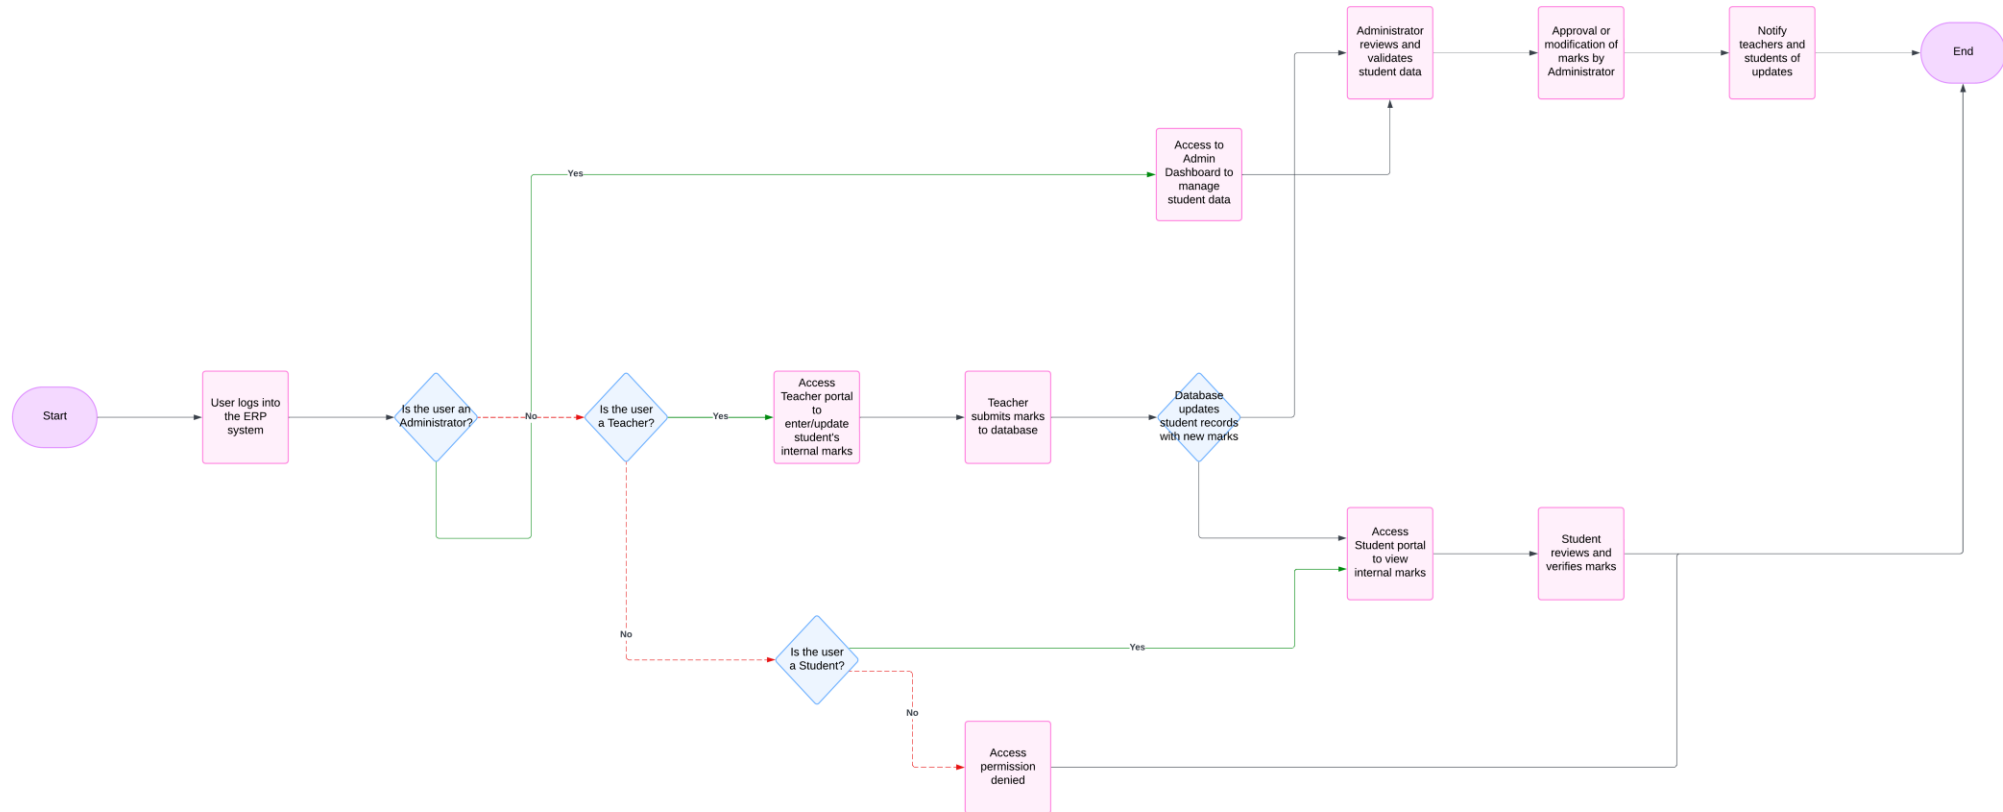 Administrator
reviews and
validates
student data
Approval or
modification of
marks by
Administrator
Notify
teachers and
students of
updates
End
Access to
Admin
Dashboard to
manage
student data
Yes
Start
User logs into
the ERP
system
Is the user an
Administrator?
No
Is the user
a Teacher?
Yes
Access
Teacher portal
to
enter/update
student's
internal marks
Teacher
submits marks
to database
Database
updates
student records
with new marks
Access
Student portal
to view
internal marks
Student
reviews and
verifies marks
No
Is the user
a Student?
Yes
No
Access
permission
denied